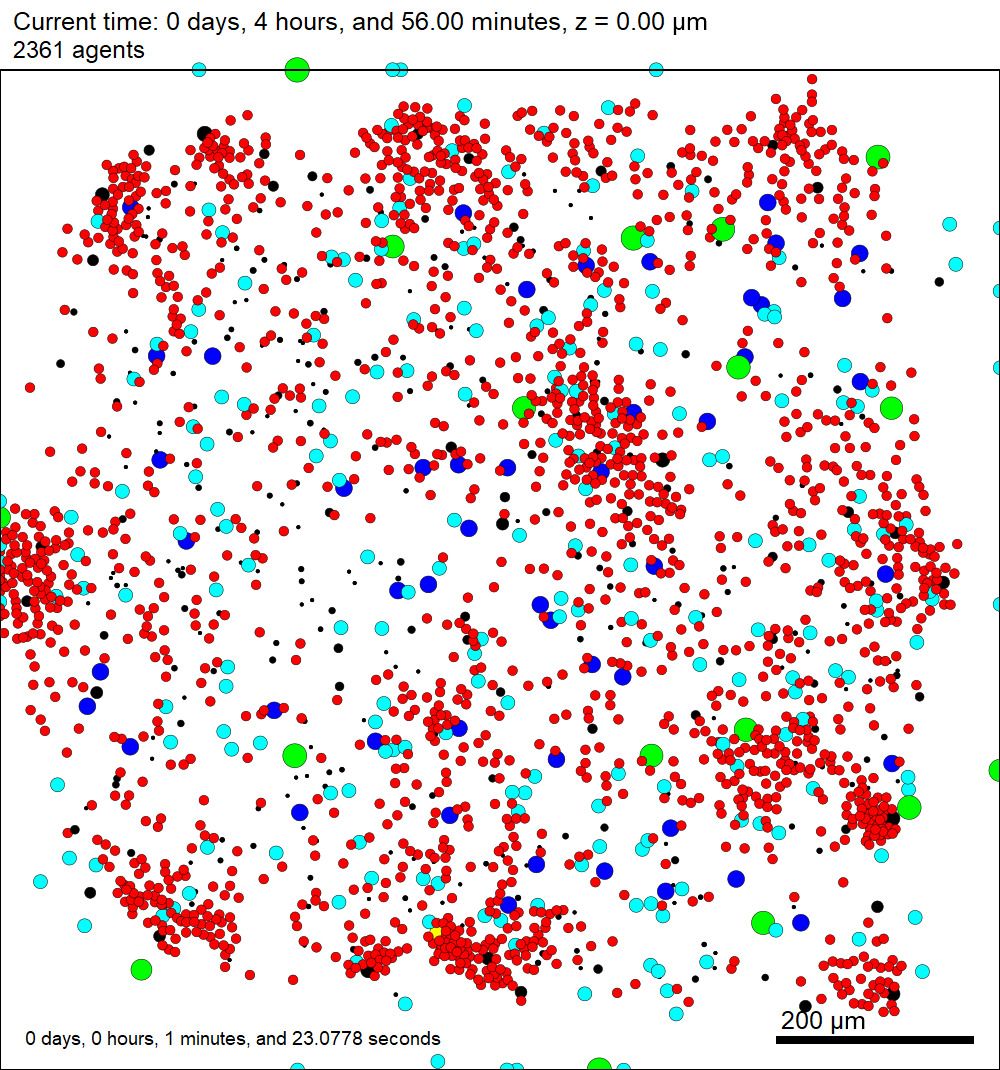 Current time: 0 days, 4 hours, and 56.00 minutes, z = 0.00 µm
2361 agents
200 µm
0 days, 0 hours, 1 minutes, and 23.0778 seconds